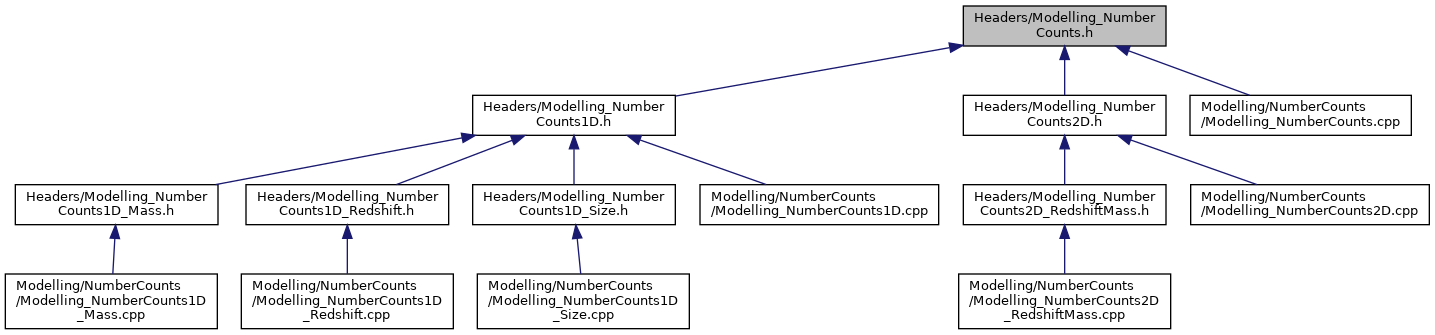 Headers/Modelling_Number
Counts.h
Headers/Modelling_Number
Counts1D.h
Headers/Modelling_Number
Counts2D.h
Modelling/NumberCounts
/Modelling_NumberCounts.cpp
Headers/Modelling_Number
Counts1D_Mass.h
Headers/Modelling_Number
Counts1D_Redshift.h
Headers/Modelling_Number
Counts1D_Size.h
Modelling/NumberCounts
/Modelling_NumberCounts1D.cpp
Headers/Modelling_Number
Counts2D_RedshiftMass.h
Modelling/NumberCounts
/Modelling_NumberCounts2D.cpp
Modelling/NumberCounts
/Modelling_NumberCounts1D
_Mass.cpp
Modelling/NumberCounts
/Modelling_NumberCounts1D
_Redshift.cpp
Modelling/NumberCounts
/Modelling_NumberCounts1D
_Size.cpp
Modelling/NumberCounts
/Modelling_NumberCounts2D
_RedshiftMass.cpp